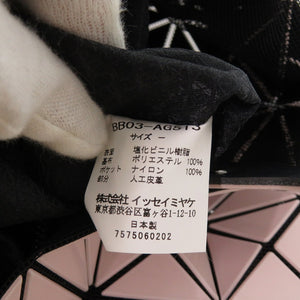 BB03-AG513
サイズ ー
表面 塩化ビニル樹脂
基布 ポリエステル 100%
ポケット ナイロン 100%
部分 人工皮革
株式会社 イッセイミヤケ
東京都渋谷区富ヶ谷1-12-10
日本製
7575060202